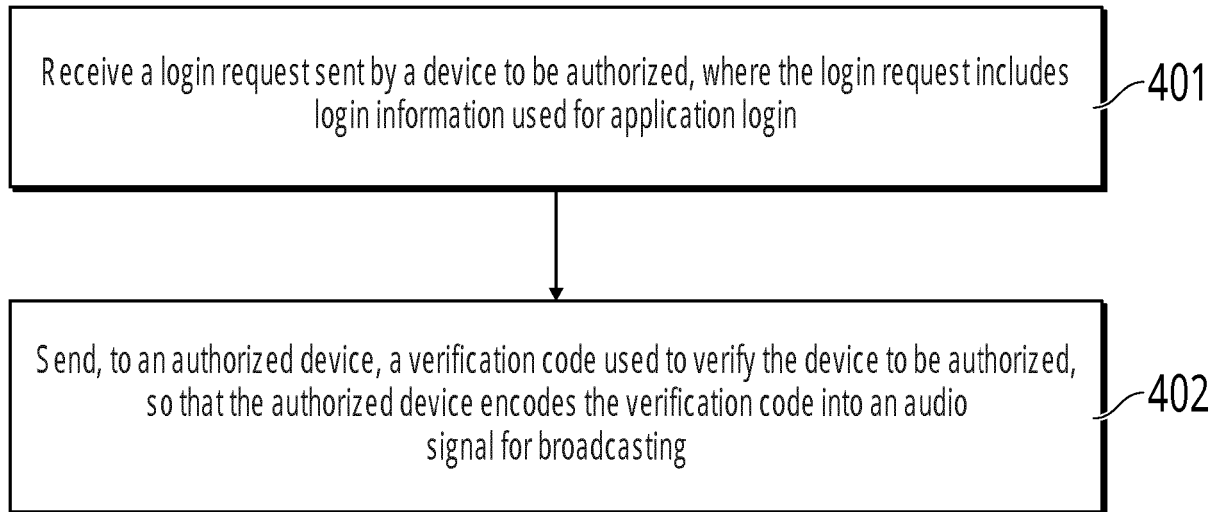 Receive a login request sent by a device to be authorized, where the login request includes
login information used for application login
401
Send, to an authorized device, a verification code used to verify the device to be authorized,
so that the authorized device encodes the verification code into an audio
signal for broadcasting
402